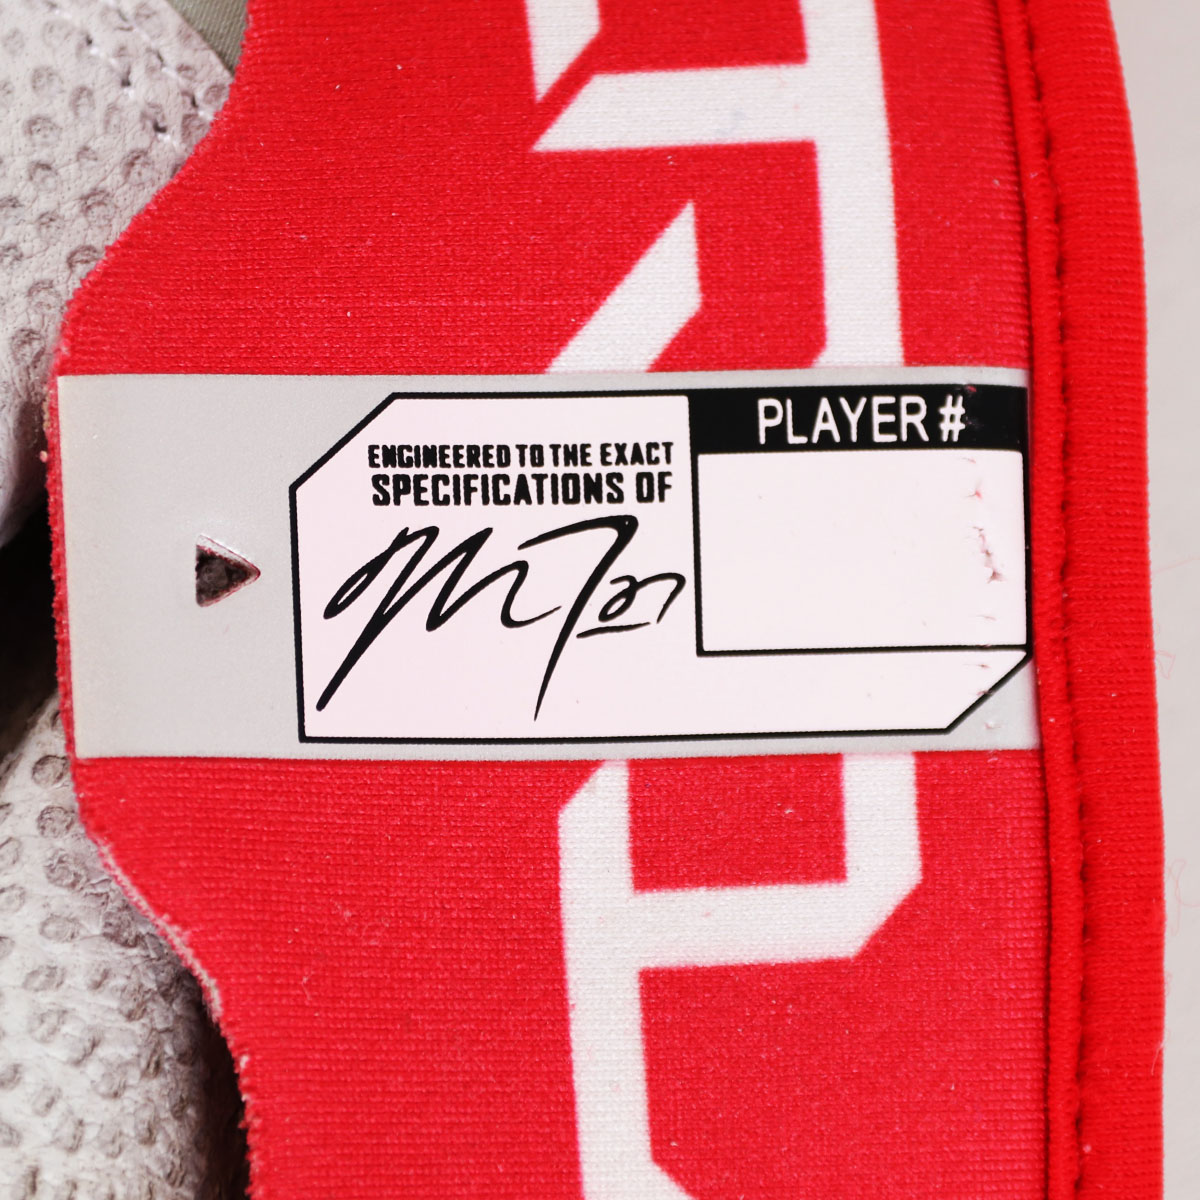 ENGINEERED TO THE EXACT
SPECIFICATIONS OF
PLAYER #